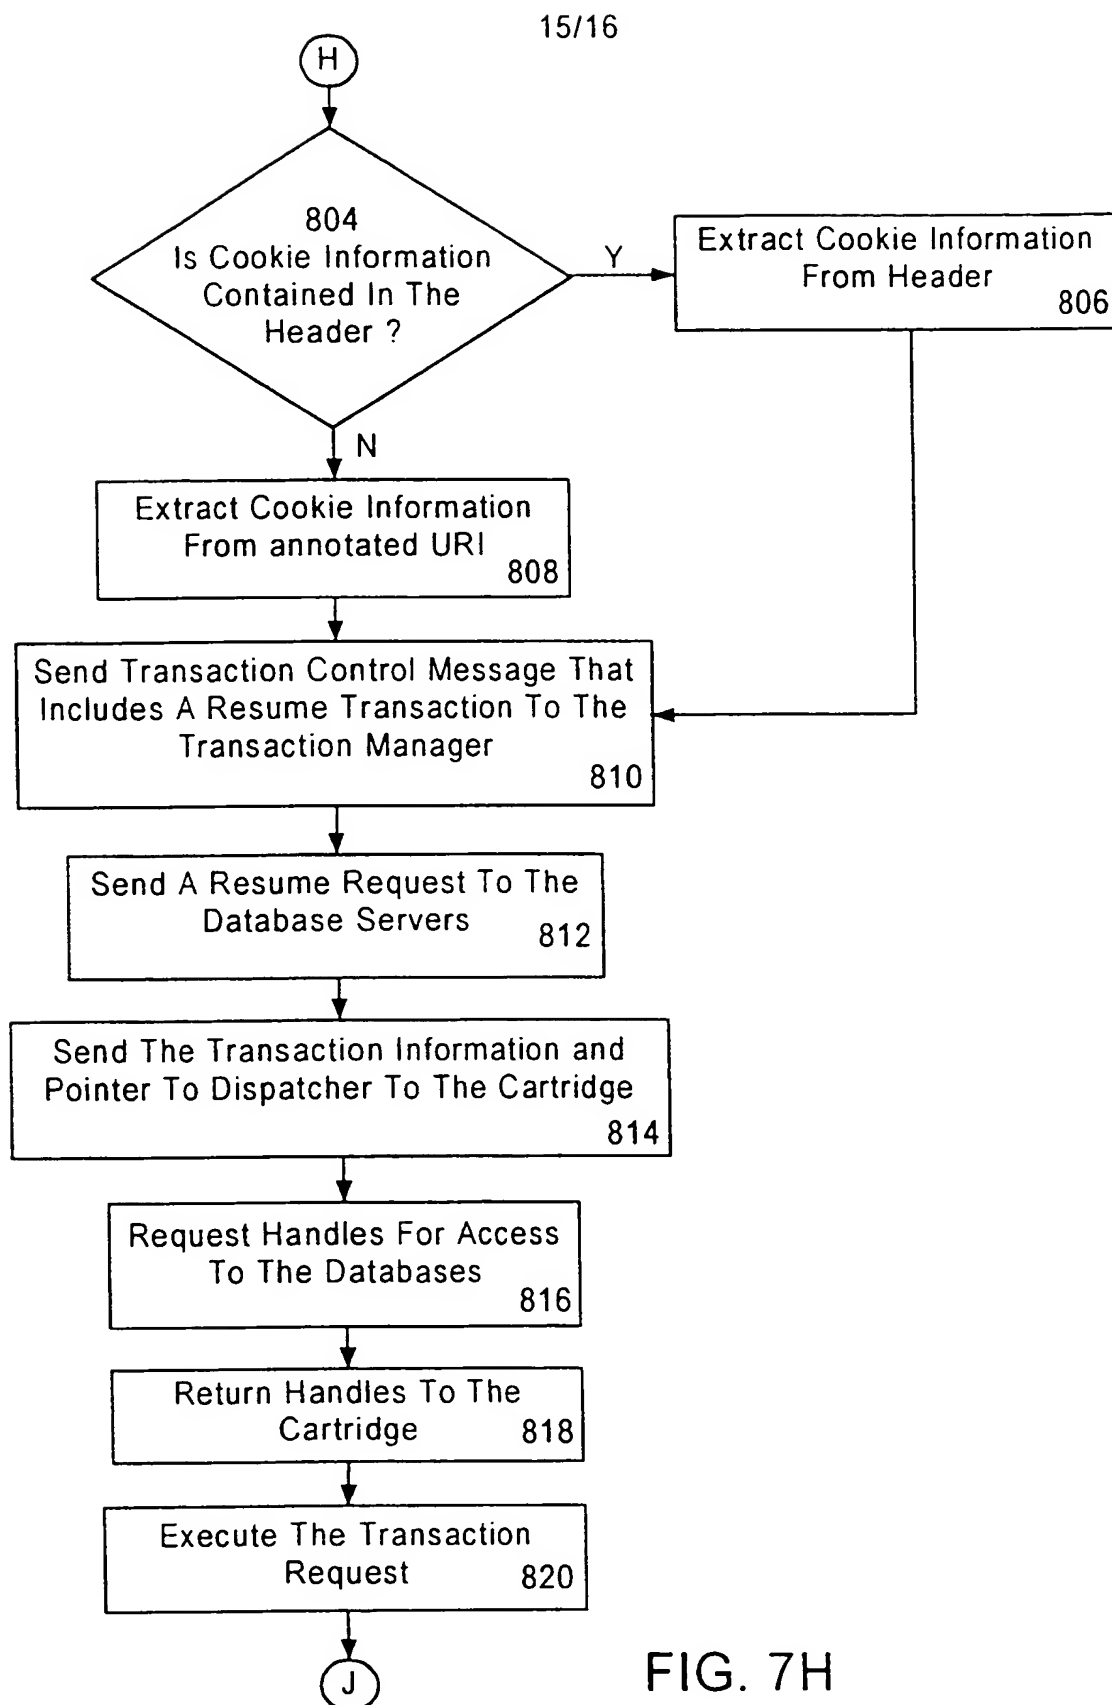 15/16
H
804
Is Cookie Information
Contained In The
Header ?
Y
Extract Cookie Information
From Header
806
N
Extract Cookie Information
From annotated URI
808
Send Transaction Control Message That
Includes A Resume Transaction To The
Transaction Manager
810
Send A Resume Request To The
Database Servers
812
Send The Transaction Information and
Pointer To Dispatcher To The Cartridge
814
Request Handles For Access
To The Databases
816
Return Handles To The
Cartridge
818
Execute The Transaction
Request
820
J
FIG. 7H